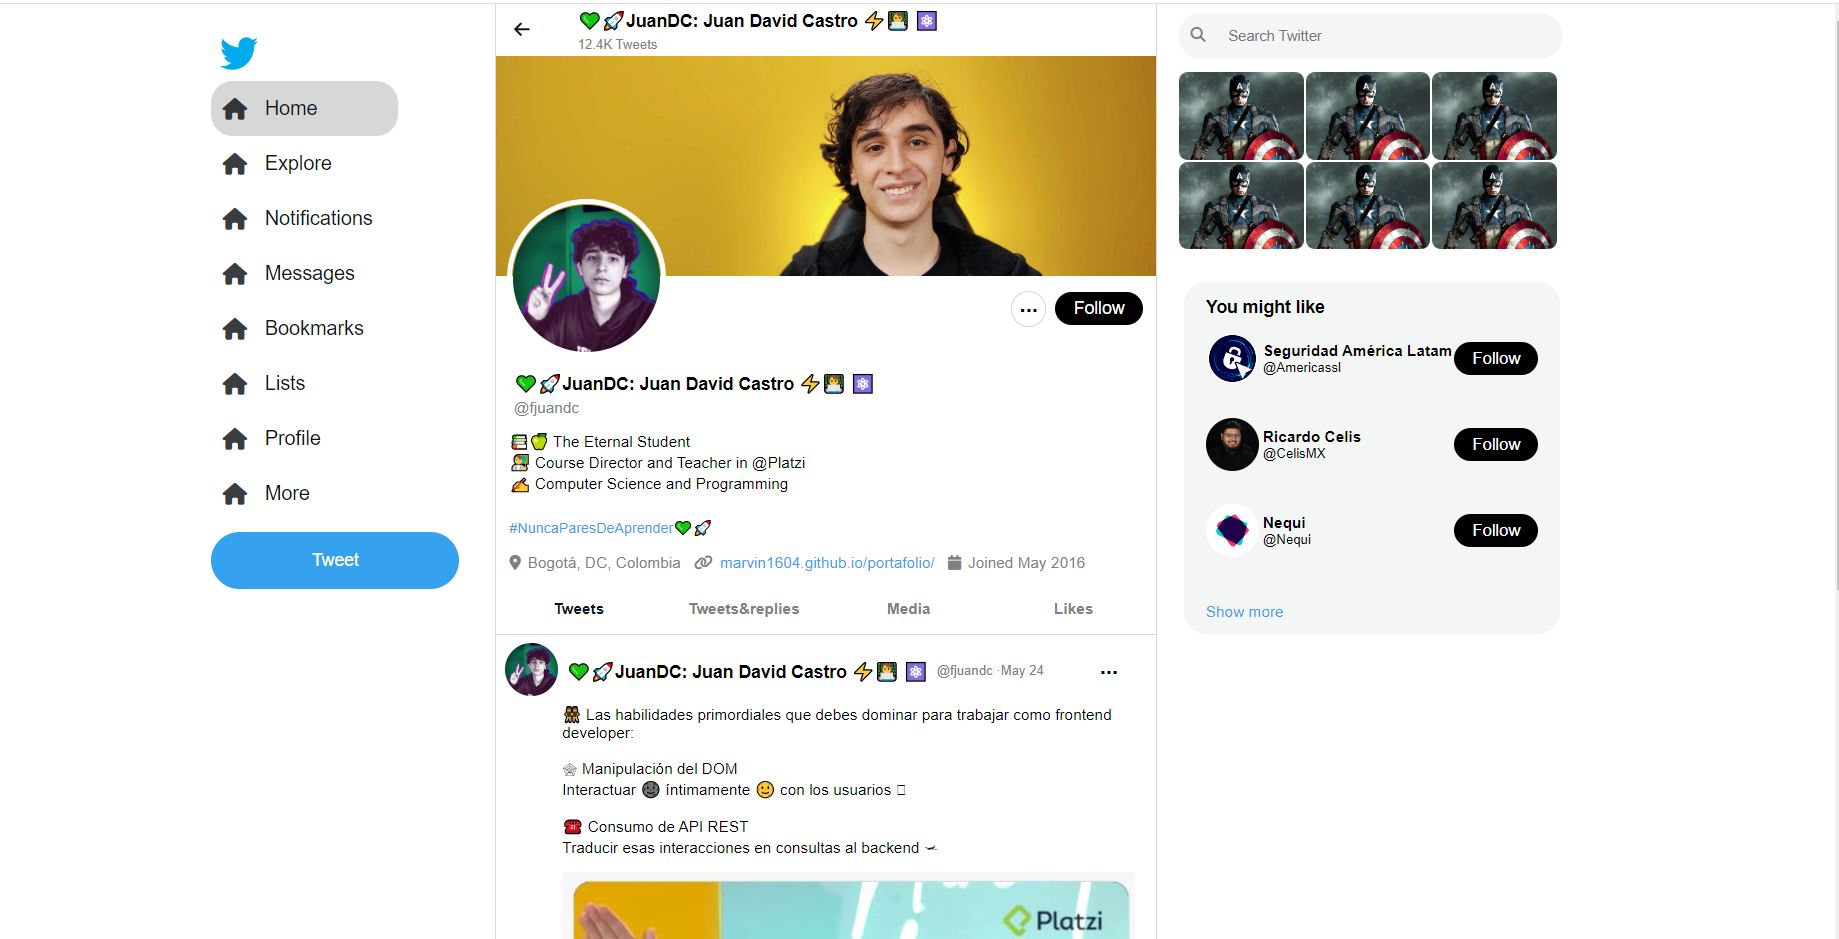 Home
Explore
Notifications
Messages
Bookmarks
Lists
Profile
More
Tweet
💚🚀JuanDC: Juan David Castro ⚡👨‍💻 ⚛
12.4K Tweets
Follow
💚🚀JuanDC: Juan David Castro ⚡👨‍💻 ⚛
@fjuandc
📚🍏 The Eternal Student
👨‍🏫 Course Director and Teacher in @Platzi
✍ Computer Science and Programming
#NuncaParesDeAprender💚🚀
Bogotá, DC, Colombia marvin1604.github.io/portafolio/ Joined May 2016
Tweets Tweets&replies Media Likes
💚🚀JuanDC: Juan David Castro ⚡👨‍💻 ⚛ @fjuandc ·May 24
Las habilidades primordiales que debes dominar para trabajar como frontend
developer:
🕸 Manipulación del DOM
Interactuar 🌚 íntimamente 🙂 con los usuarios
☎ Consumo de API REST
Traducir esas interacciones en consultas al backend
Platzi
Search Twitter
You might like
Seguridad América Latam
@Americassl
Follow
Ricardo Celis
@CelisMX
Follow
Nequi
@Nequi
Follow
Show more